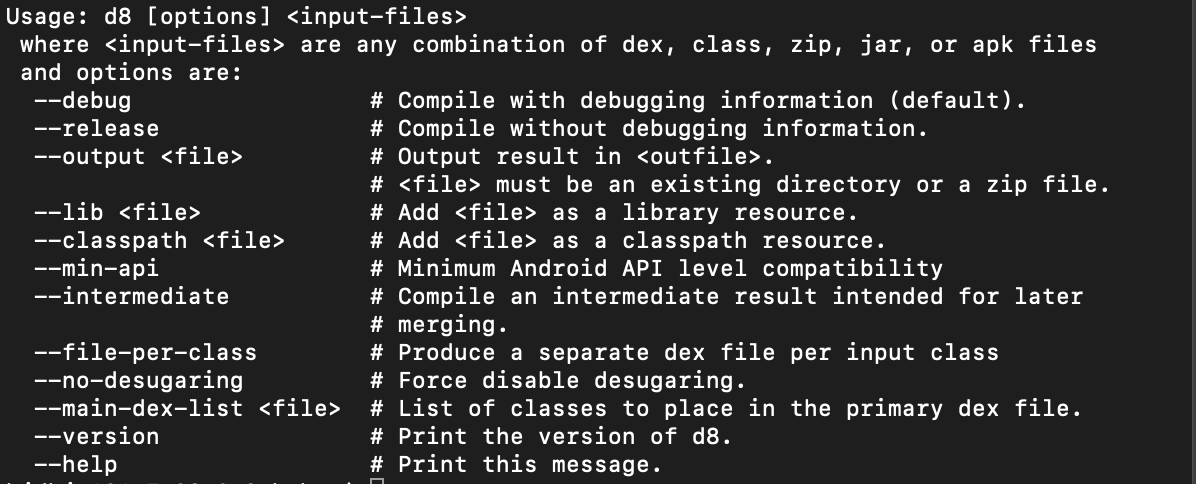 Usage: d8 [options] <input-files>
 where <input-files> are any combination of dex, class, zip, jar, or apk files
 and options are:
  --debug                 # Compile with debugging information (default).
  --release               # Compile without debugging information.
  --output <file>         # Output result in <outfile>.
                          # <file> must be an existing directory or a zip file.
  --lib <file>            # Add <file> as a library resource.
  --classpath <file>      # Add <file> as a classpath resource.
  --min-api               # Minimum Android API level compatibility
  --intermediate          # Compile an intermediate result intended for later
                          # merging.
  --file-per-class        # Produce a separate dex file per input class
  --no-desugaring         # Force disable desugaring.
  --main-dex-list <file>  # List of classes to place in the primary dex file.
  --version               # Print the version of d8.
  --help                  # Print this message.